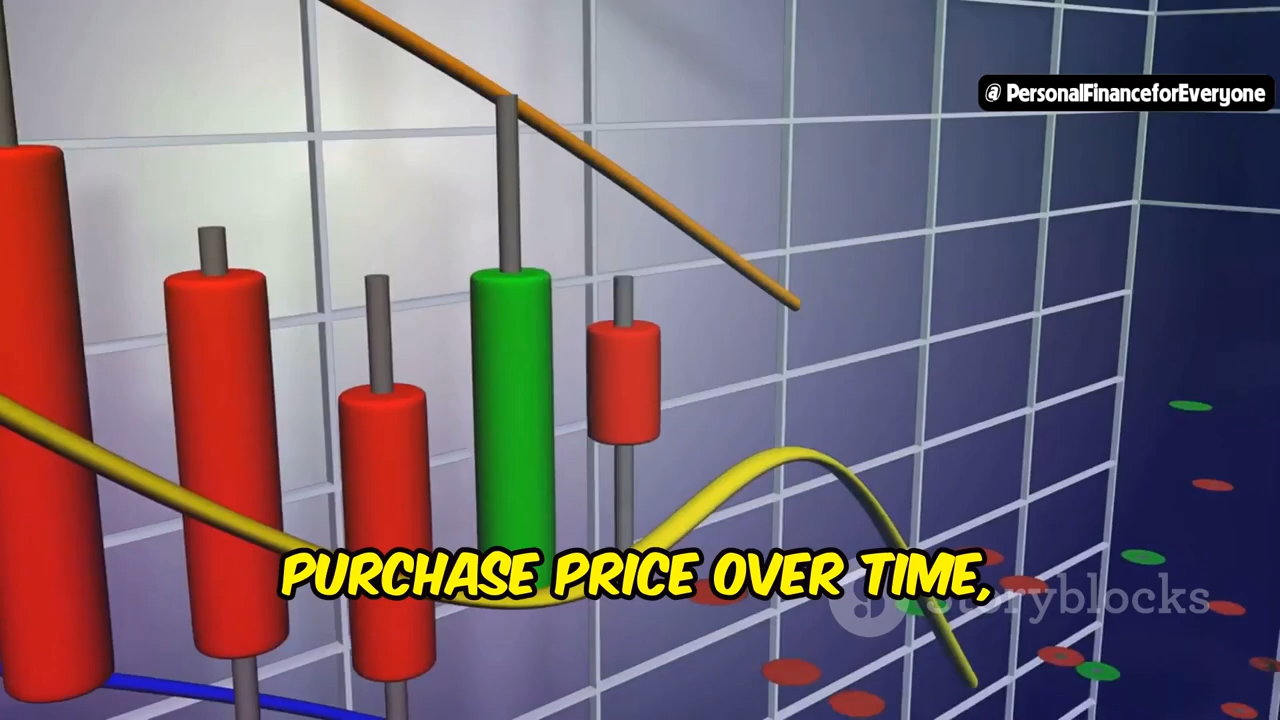 @ PersonalFinanceforEveryone
PURCHASE PRICE OVER TIME,
storyblocks